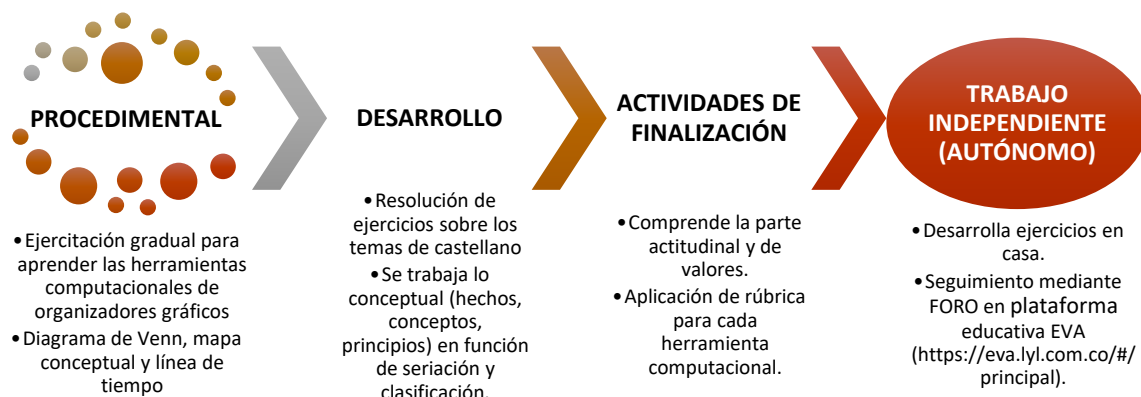 PROCEDIMENTAL
• Ejercitación gradual para
aprender las herramientas
computacionales de
organizadores gráficos
• Diagrama de Venn, mapa
conceptual y línea de
tiempo
DESARROLLO
• Resolución de
ejercicios sobre los
temas de castellano
• Se trabaja lo
conceptual (hechos,
conceptos,
principios) en función
de seriación y
clasificación.
ACTIVIDADES DE
FINALIZACIÓN
• Comprende la parte
actitudinal y de
valores.
• Aplicación de rúbrica
para cada
herramienta
computacional.
TRABAJO
INDEPENDIENTE
(AUTÓNOMO)
• Desarrolla ejercicios en
casa.
• Seguimiento mediante
FORO en plataforma
educativa EVA
(https://eva.lyl.com.co/#/
principal).